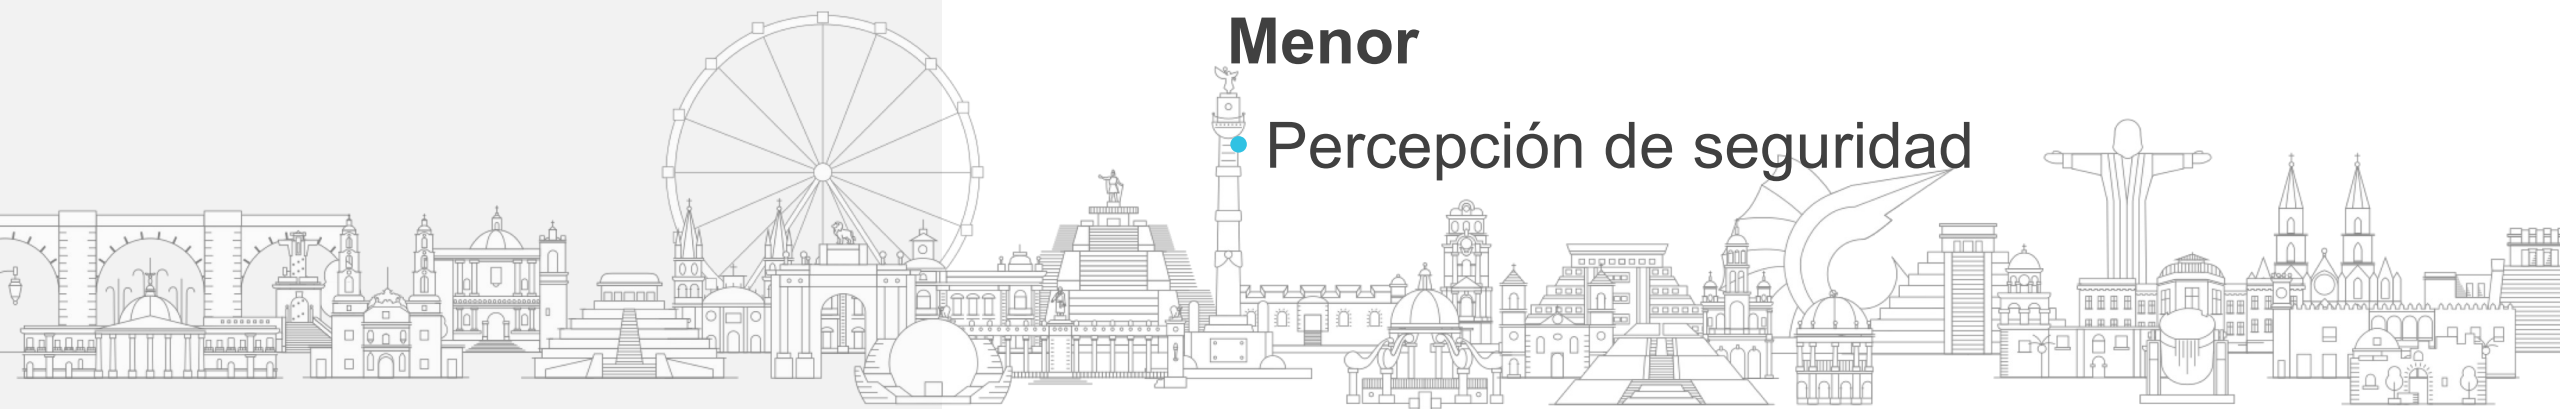 Menor
• Percepción de seguridad